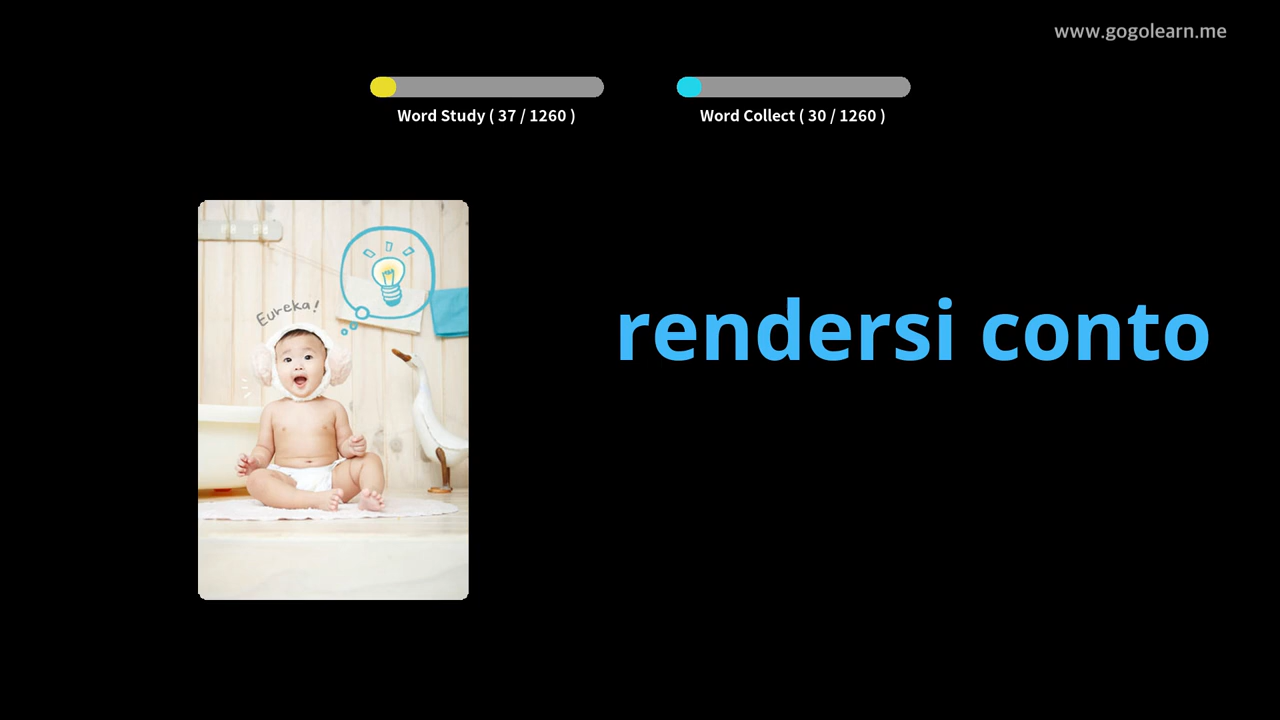 www.gogolearn.me
Word Study ( 37 / 1260 )
Word Collect ( 30 / 1260 )
Eureka!
rendersi conto